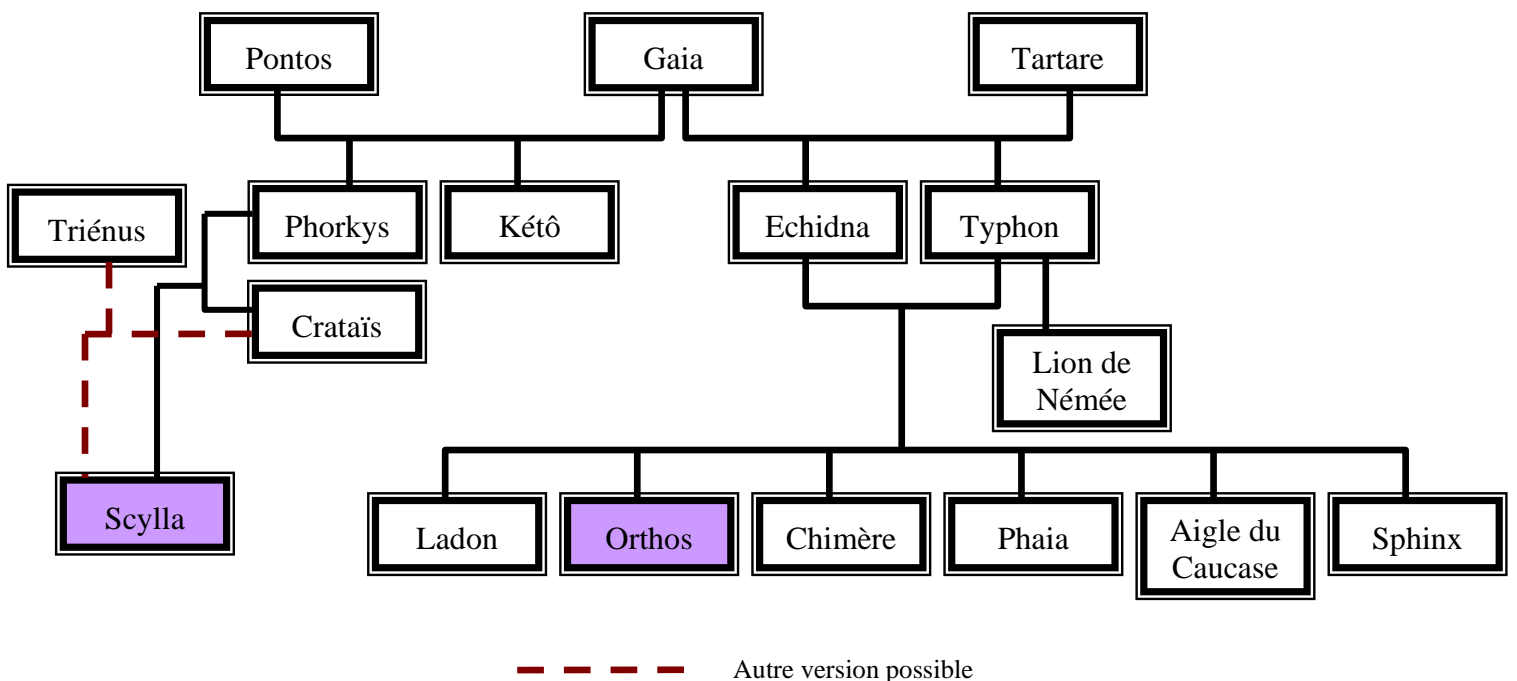 Pontos
Gaia
Tartare
Triénus
Phorkys
Kétô
Echidna
Typhon
Crataïs
Lion de
Némée
Scylla
Ladon
Orthos
Chimère
Phaia
Aigle du
Caucase
Sphinx
Autre version possible